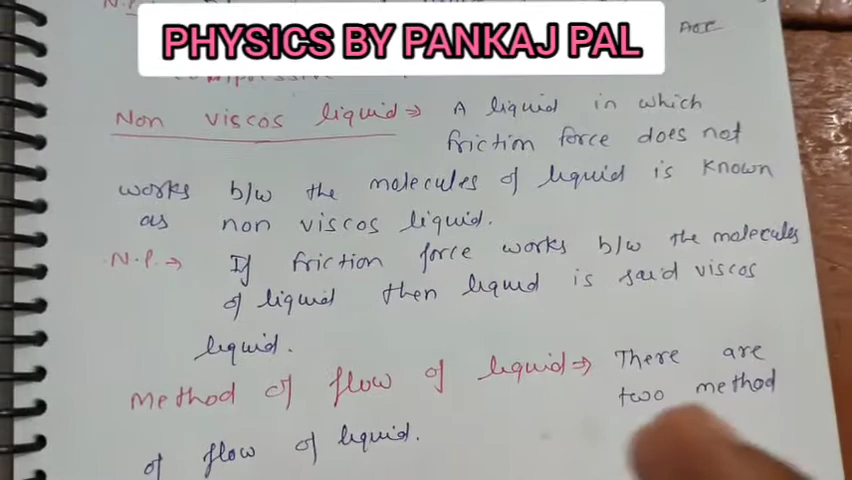 N.P.
PHYSICS BY PANKAJ PAL
Non viscos liquid ⇒ A liquid in which
friction force does not
works b/w the molecules of liquid is known
as non viscos liquid.
N.P. → If friction force works b/w the molecules
of liquid then liquid is said viscos
liquid.
Method of flow of liquid ⇒ There are
two method
of flow of liquid.